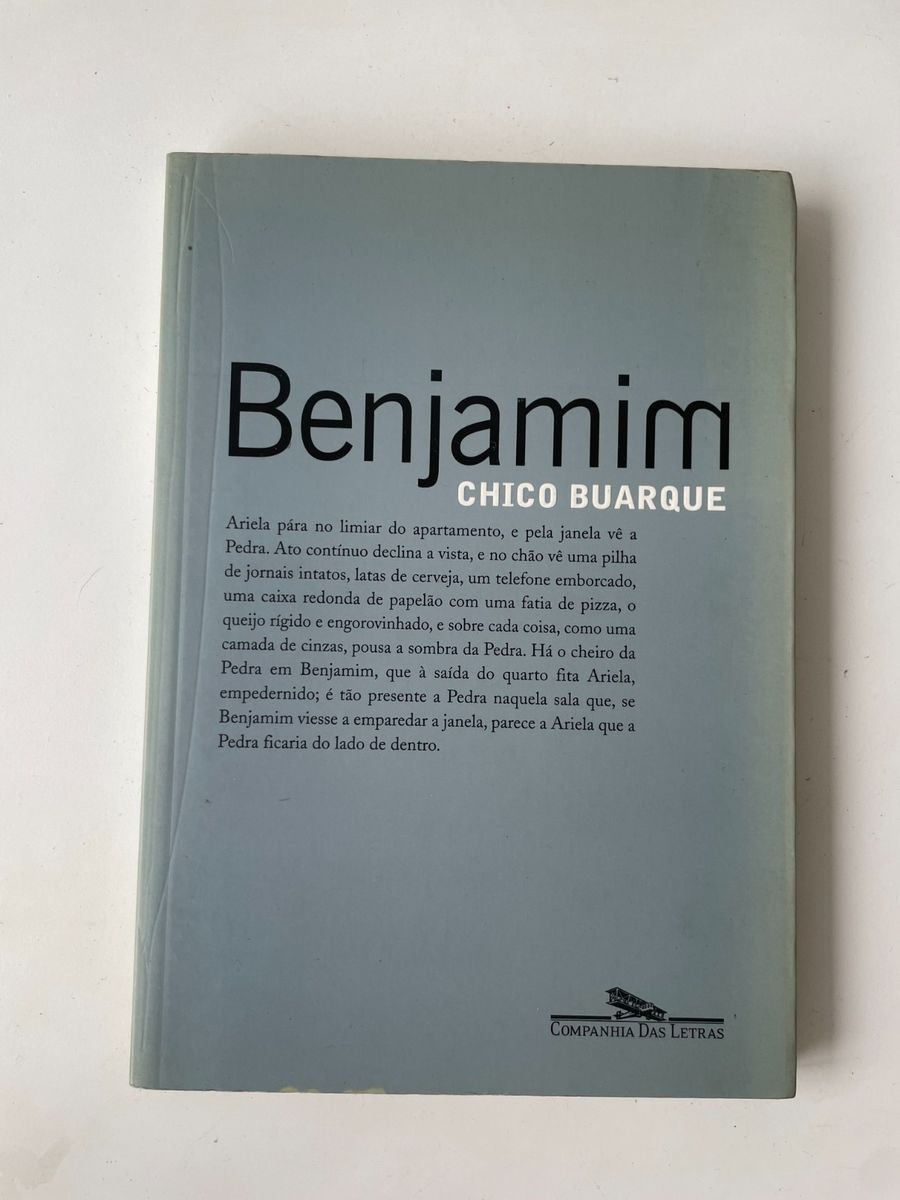 Benjamim
CHICO BUARQUE
Ariela pára no limiar do apartamento, e pela janela vê a
Pedra. Ato contínuo declina a vista, e no chão vê uma pilha
de jornais intatos, latas de cerveja, um telefone emborcado,
uma caixa redonda de papelão com uma fatia de pizza, o
queijo rígido e engorovinhado, e sobre cada coisa, como uma
camada de cinzas, pousa a sombra da Pedra. Há o cheiro da
Pedra em Benjamim, que à saída do quarto fita Ariela,
empedernido; é tão presente a Pedra naquela sala que, se
Benjamim viesse a emparedar a janela, parece a Ariela que a
Pedra ficaria do lado de dentro.
COMPANHIA DAS LETRAS